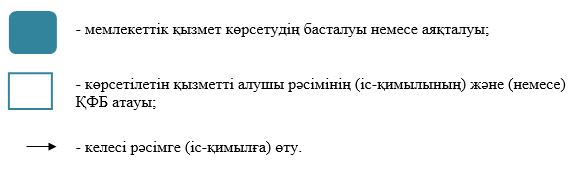 - мемлекеттік қызмет көрсетудің басталуы немесе аяқталуы;
- көрсетілетін қызметті алушы рәсімінің (іс-қимылының) және (немесе)
ҚФБ атауы;
- келесі рәсімге (іс-қимылға) өту.